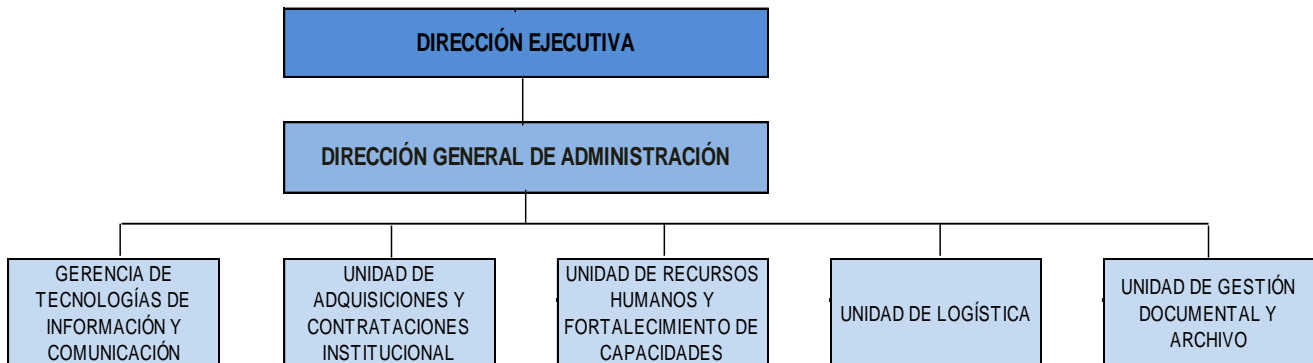 DIRECCIÓN EJECUTIVA
DIRECCIÓN GENERAL DE ADMINISTRACIÓN
GERENCIA DE
TECNOLOGÍAS DE
INFORMACIÓN Y
COMUNICACIÓN
UNIDAD DE
ADQUISICIONES Y
CONTRATACIONES
INSTITUCIONAL
UNIDAD DE RECURSOS
HUMANOS Y
FORTALECIMIENTO DE
CAPACIDADES
UNIDAD DE LOGÍSTICA
UNIDAD DE GESTIÓN
DOCUMENTAL Y
ARCHIVO